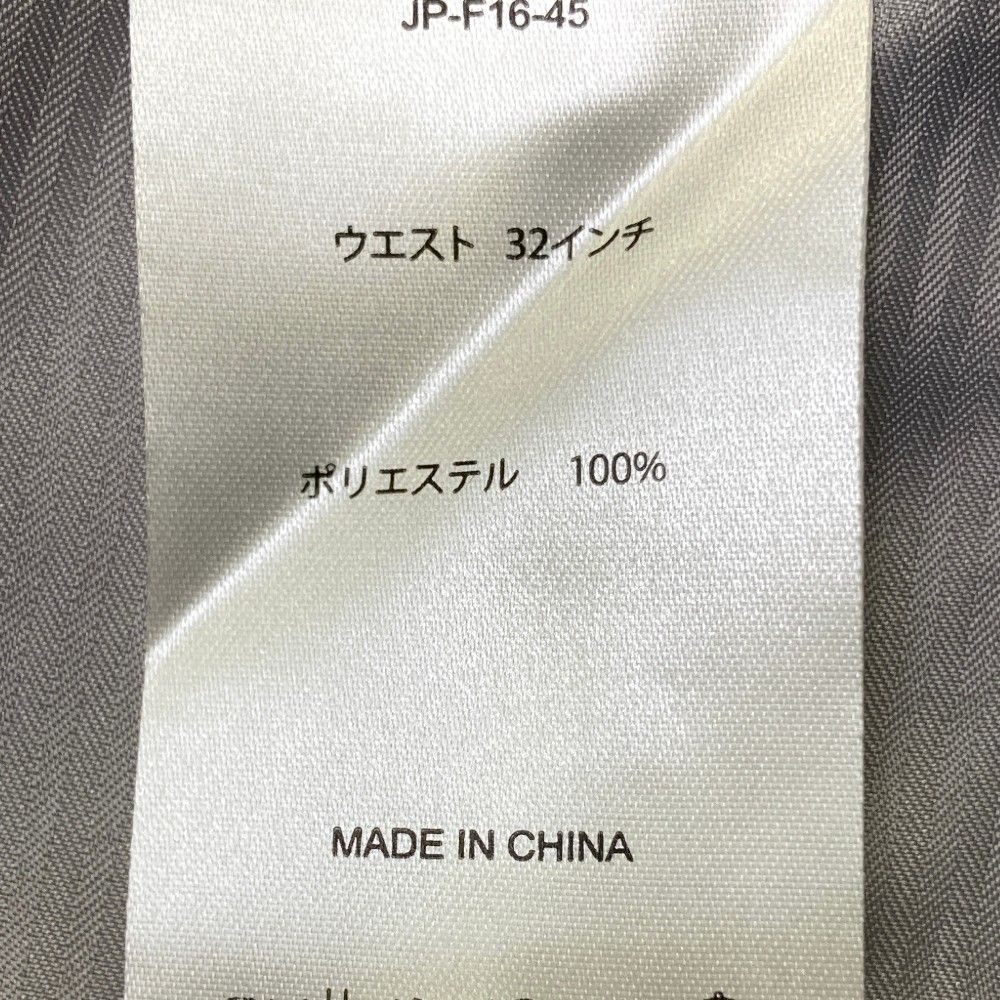 JP-F16-45
ウエスト 32インチ
ポリエステル 100%
MADE IN CHINA